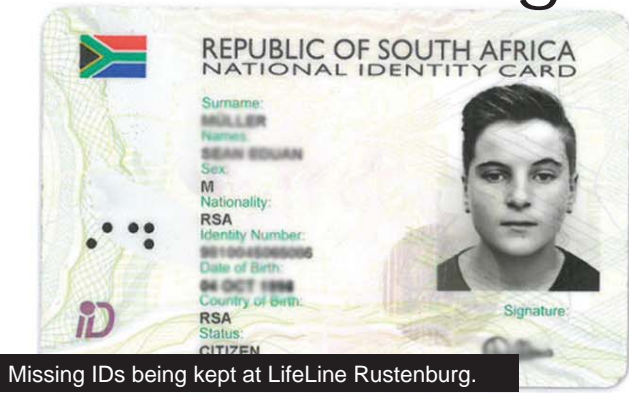 REPUBLIC OF SOUTH AFRICA
NATIONAL IDENTITY CARD
Surname:
Names:
Sex:
M
Nationality:
RSA
Identity Number:
Date of Birth:
Country of Birth:
RSA
Status:
CITIZEN
Signature:
iD
Missing IDs being kept at LifeLine Rustenburg.